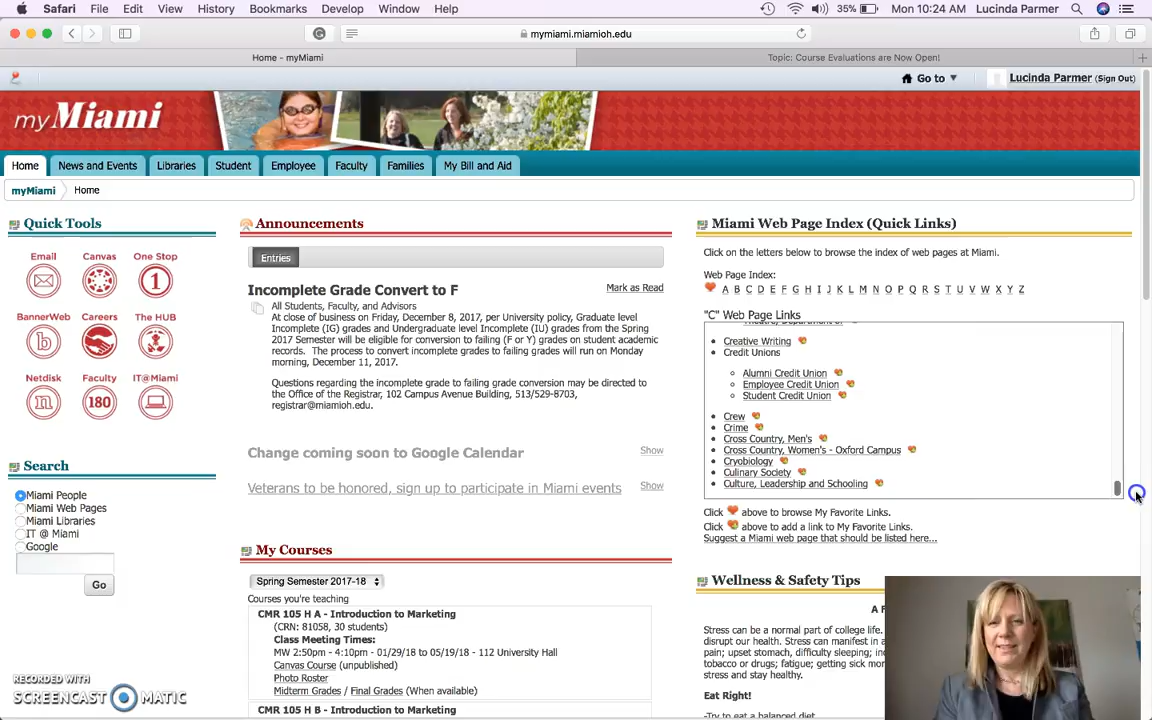 Safari File Edit View History Bookmarks Develop Window Help 35% Mon 10:24 AM Lucinda Parmer
mymiami.miamioh.edu
Home - myMiami
Topic: Course Evaluations are Now Open!
Go to ▼ Lucinda Parmer (Sign Out)
myMiami
Home News and Events Libraries Student Employee Faculty Families My Bill and Aid
myMiami Home
Quick Tools
Email Canvas One Stop
1
BannerWeb Careers The HUB
b
Netdisk Faculty IT@Miami
n 180
Search
Miami People
Miami Web Pages
Miami Libraries
IT @ Miami
Google
Go
RECORDED WITH
SCREENCAST MATIC
Announcements
Entries
Incomplete Grade Convert to F Mark as Read
All Students, Faculty, and Advisors
At close of business on Friday, December 8, 2017, per University policy, Graduate level
Incomplete (IG) grades and Undergraduate level Incomplete (IU) grades from the Spring
2017 Semester will be eligible for conversion to failing (F or Y) grades on student academic
records. The process to convert incomplete grades to failing grades will run on Monday
morning, December 11, 2017.
Questions regarding the incomplete grade to failing grade conversion may be directed
to the Office of the Registrar, 102 Campus Avenue Building, 513/529-8703,
registrar@miamioh.edu.
Change coming soon to Google Calendar Show
Veterans to be honored, sign up to participate in Miami events Show
My Courses
Spring Semester 2017-18
Courses you're teaching
CMR 105 H A - Introduction to Marketing
(CRN: 81058, 30 students)
Class Meeting Times:
MW 2:50pm - 4:10pm - 01/29/18 to 05/19/18 - 112 University Hall
Canvas Course (unpublished)
Photo Roster
Midterm Grades / Final Grades (When available)
CMR 105 H B - Introduction to Marketing
Miami Web Page Index (Quick Links)
Click on the letters below to browse the index of web pages at Miami.
Web Page Index:
A B C D E F G H I J K L M N O P Q R S T U V W X Y Z
"C" Web Page Links
Theatre, Department of
Creative Writing
Credit Unions
Alumni Credit Union
Employee Credit Union
Student Credit Union
Crew
Crime
Cross Country, Men's
Cross Country, Women's - Oxford Campus
Cryobiology
Culinary Society
Culture, Leadership and Schooling
Click above to browse My Favorite Links.
Click above to add a link to My Favorite Links.
Suggest a Miami web page that should be listed here...
Wellness & Safety Tips
A F
Stress can be a normal part of college life.
disrupt our health. Stress can manifest in a
pain; upset stomach, difficulty sleeping; in
tobacco or drugs; fatigue; getting sick mor
stress and stay healthy.
Eat Right!
-Try to eat a balanced diet